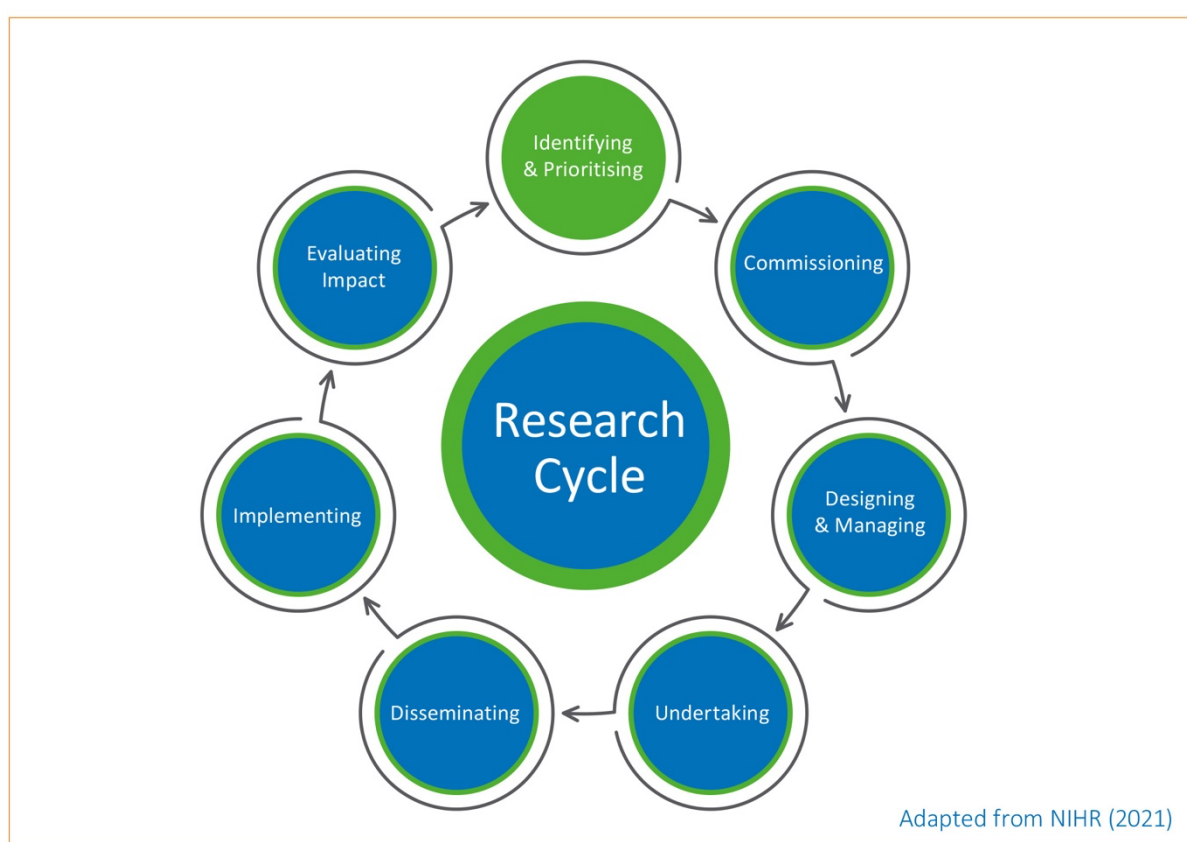 Identifying
& Prioritising
Commissioning
Designing
& Managing
Undertaking
Disseminating
Implementing
Evaluating
Impact
Research
Cycle
Adapted from NIHR (2021)